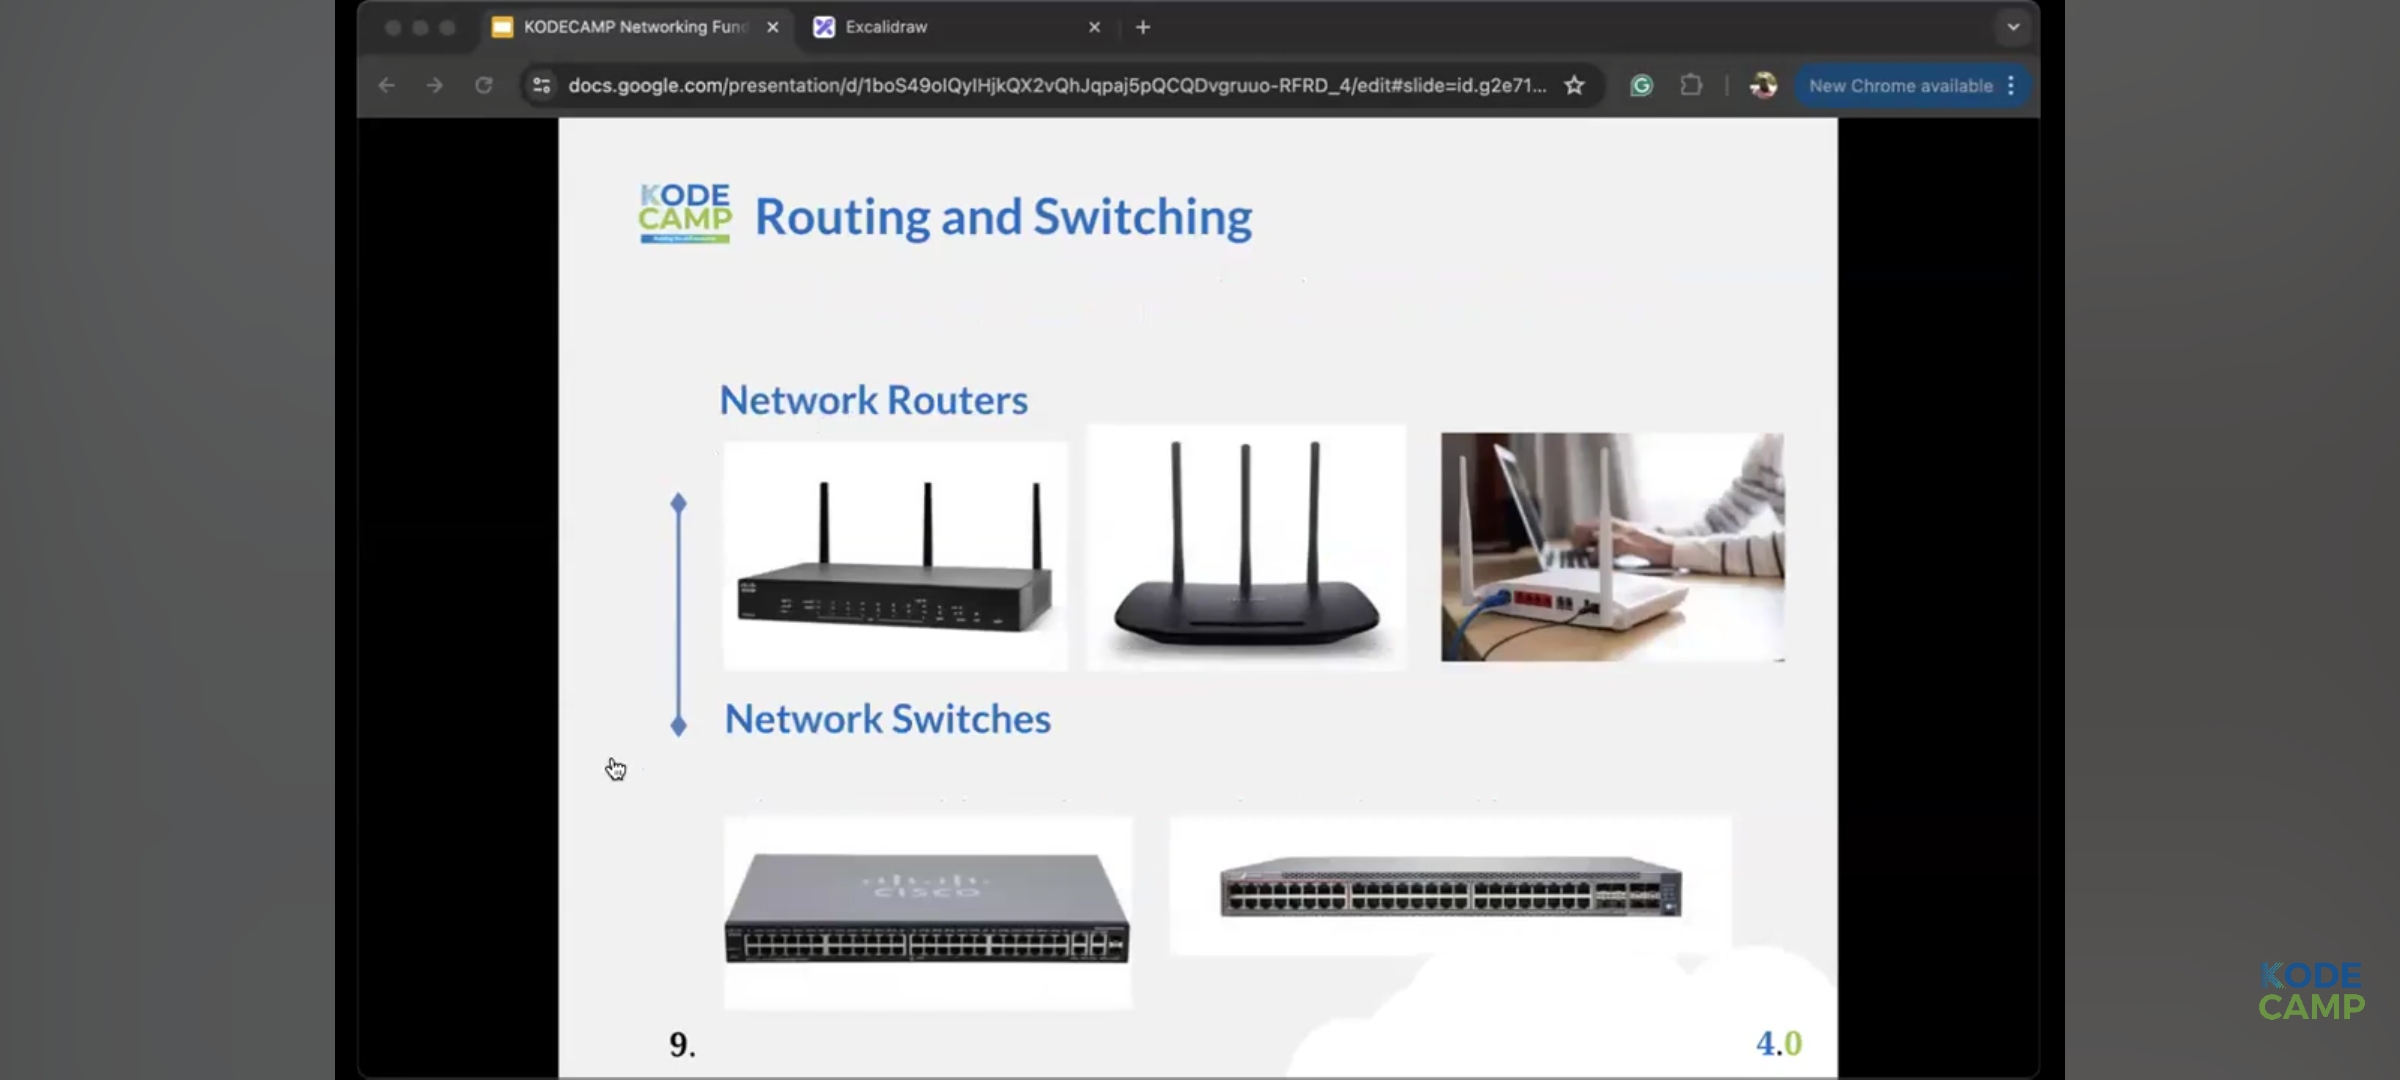 KODECAMP Networking Fund
Excalidraw
docs.google.com/presentation/d/1boS49oIQyIHjkQX2vQhJqpaj5pQCQDvgruuo-RFRD_4/edit#slide=id.g2e71...
New Chrome available
KODE
CAMP
Routing and Switching
Network Routers
Network Switches
CISCO
9.
4.0
KODE
CAMP